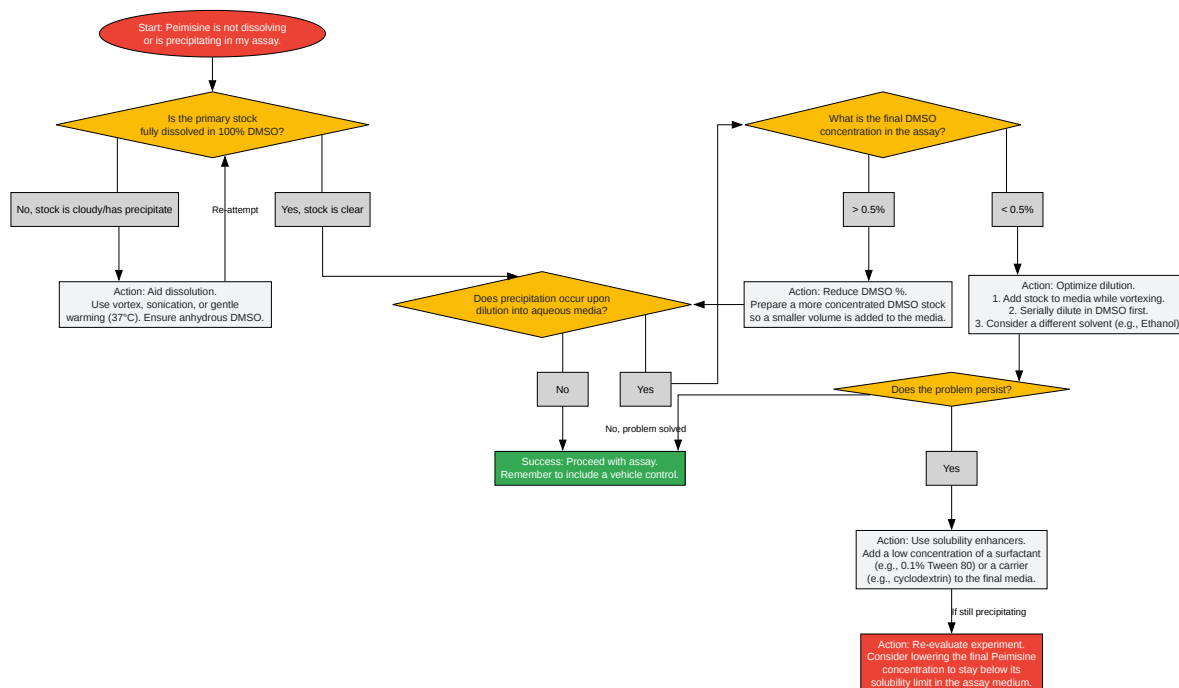 Start: Peimisine is not dissolving
or is precipitating in my assay.
Is the primary stock
fully dissolved in 100% DMSO?
What is the final DMSO
concentration in the assay?
No, stock is cloudy/has precipitate
Re-attempt
Yes, stock is clear
> 0.5%
< 0.5%
Action: Aid dissolution.
Use vortex, sonication, or gentle
warming (37°C). Ensure anhydrous DMSO.
Does precipitation occur upon
dilution into aqueous media?
Action: Reduce DMSO %.
Prepare a more concentrated DMSO stock
so a smaller volume is added to the media.
Action: Optimize dilution.
1. Add stock to media while vortexing.
2. Serially dilute in DMSO first.
3. Consider a different solvent (e.g., Ethanol)
No
Yes
Does the problem persist?
No, problem solved
Success: Proceed with assay.
Remember to include a vehicle control.
Yes
Action: Use solubility enhancers.
Add a low concentration of a surfactant
(e.g., 0.1% Tween 80) or a carrier
(e.g., cyclodextrin) to the final media.
If still precipitating
Action: Re-evaluate experiment.
Consider lowering the final Peimisine
concentration to stay below its
solubility limit in the assay medium.